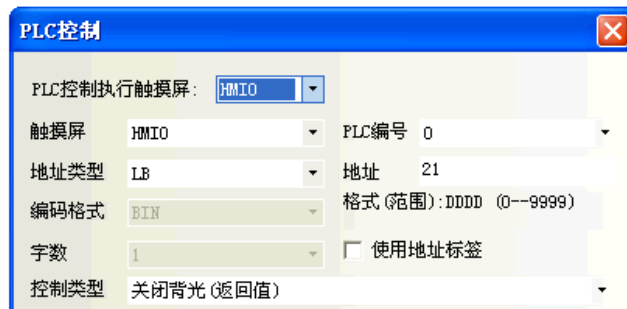 PLC控制
PLC控制执行触摸屏: HMI0
触摸屏 HMI0 PLC编号 0
地址类型 LB 地址 21
编码格式 BIN 格式(范围):DDDD (0--9999)
字数 1 使用地址标签
控制类型 关闭背光(返回值)